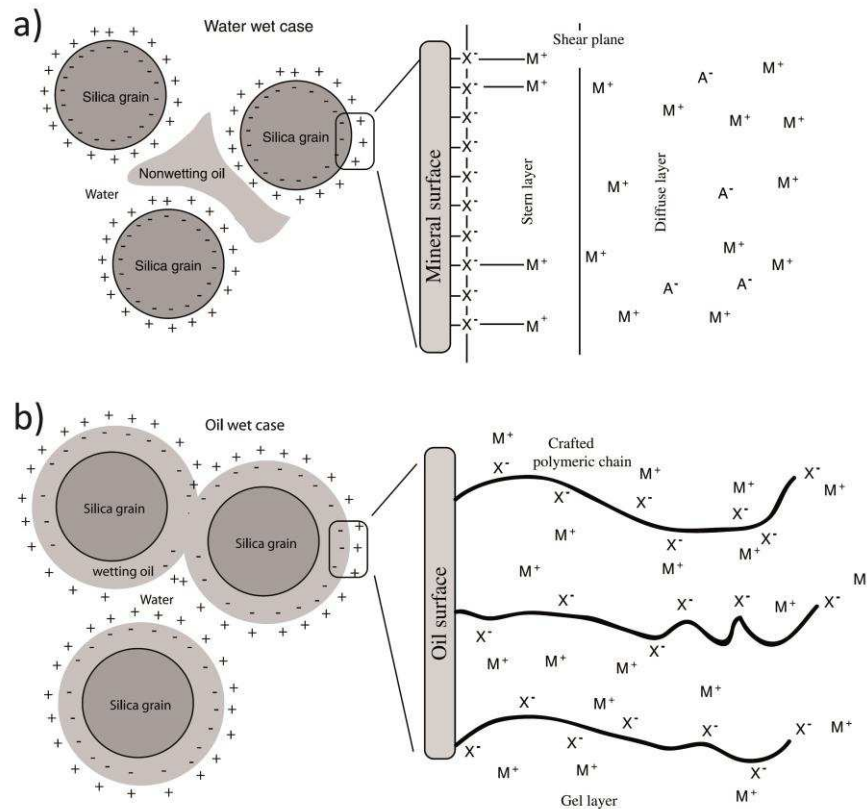 a)
Water wet case
Silica grain
Silica grain
Nonwetting oil
Water
Silica grain
Mineral surface
X⁻
X⁻
X⁻
X⁻
X⁻
X⁻
X⁻
X⁻
X⁻
X⁻
M⁺
M⁺
M⁺
M⁺
Stern layer
Shear plane
Diffuse layer
M⁺
A⁻
M⁺
M⁺
M⁺
M⁺
M⁺
M⁺
A⁻
M⁺
M⁺
M⁺
A⁻
A⁻
M⁺
M⁺
b)
Oil wet case
Silica grain
Silica grain
wetting oil
Water
Silica grain
Oil surface
M⁺
Crafted
polymeric chain
X⁻
M⁺
X⁻
X⁻
X⁻
M⁺
M⁺
X⁻
X⁻
X⁻
M⁺
M⁺
M⁺
M⁺
M
X⁻
X⁻
X⁻
M⁺
X⁻
X⁻
X⁻
M⁺
M⁺
M⁺
M⁺
X⁻
M⁺
X⁻
X⁻
X⁻
M⁺
X⁻
M⁺
M⁺
X⁻
M⁺
Gel layer